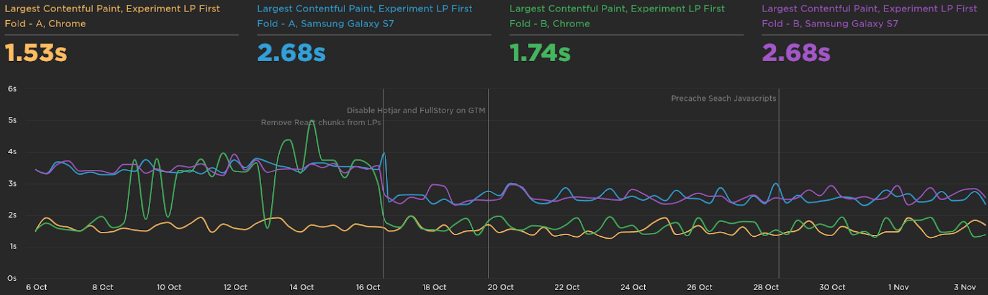 Largest Contentful Paint, Experiment LP First
Fold - A, Chrome
1.53s
Largest Contentful Paint, Experiment LP First
Fold - A, Samsung Galaxy S7
2.68s
Largest Contentful Paint, Experiment LP First
Fold - B, Chrome
1.74s
Largest Contentful Paint, Experiment LP First
Fold - B, Samsung Galaxy S7
2.68s
6s
5s
4s
3s
2s
1s
0s
Precache Seach Javascripts
Disable Hotjar and FullStory on GTM
Remove React chunks from LPs
6 Oct 8 Oct 10 Oct 12 Oct 14 Oct 16 Oct 18 Oct 20 Oct 22 Oct 24 Oct 26 Oct 28 Oct 30 Oct 1 Nov 3 Nov